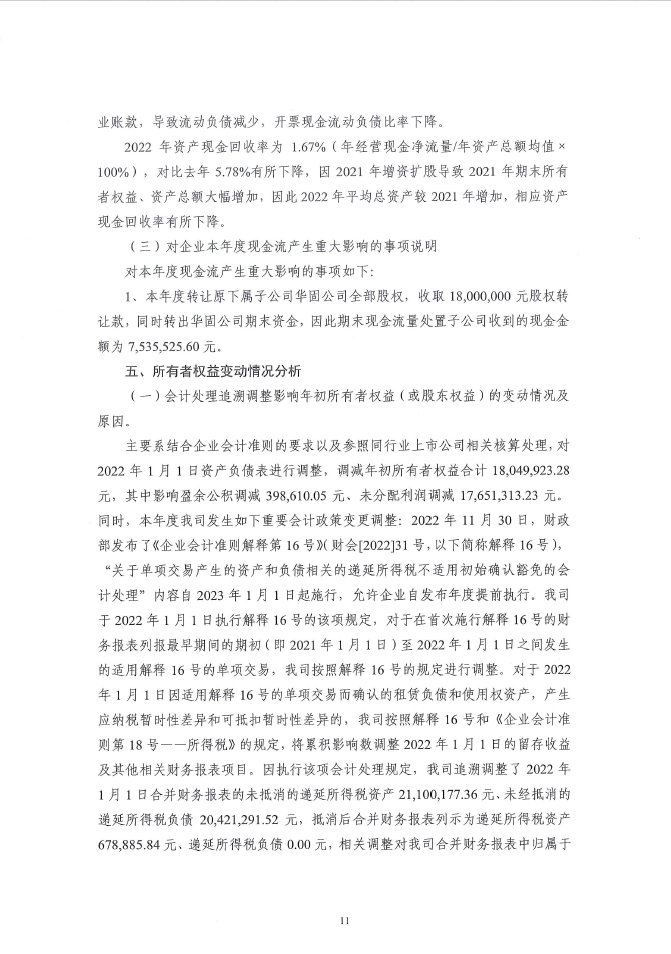 业账款，导致流动负债减少，开票现金流动负债比率下降。
2022 年资产现金回收率为 1.67%（年经营现金净流量/年资产总额均值×
100%），对比去年 5.78%有所下降，因 2021 年增资扩股导致 2021 年期末所有
者权益、资产总额大幅增加，因此 2022 年平均总资产较 2021 年增加，相应资产
现金回收率有所下降。
（三）对企业本年度现金流产生重大影响的事项说明
对本年度现金流产生重大影响的事项如下：
1、本年度转让原下属子公司华固公司全部股权，收取 18,000,000 元股权转
让款，同时转出华固公司期末资金，因此期末现金流量处置子公司收到的现金金
额为 7,535,525.60 元。
五、所有者权益变动情况分析
（一）会计处理追溯调整影响年初所有者权益（或股东权益）的变动情况及
原因。
主要系结合企业会计准则的要求以及参照同行业上市公司相关核算处理，对
2022 年 1 月 1 日资产负债表进行调整，调减年初所有者权益合计 18,049,923.28
元，其中影响盈余公积调减 398,610.05 元、未分配利润调减 17,651,313.23 元。
同时，本年度我司发生如下重要会计政策变更调整：2022 年 11 月 30 日，财政
部发布了《企业会计准则解释第 16 号》（财会[2022]31 号，以下简称解释 16 号），
“关于单项交易产生的资产和负债相关的递延所得税不适用初始确认豁免的会
计处理”内容自 2023 年 1 月 1 日起施行，允许企业自发布年度提前执行。我司
于 2022 年 1 月 1 日执行解释 16 号的该项规定，对于在首次施行解释 16 号的财
务报表列报最早期间的期初（即 2021 年 1 月 1 日）至 2022 年 1 月 1 日之间发生
的适用解释 16 号的单项交易，我司按照解释 16 号的规定进行调整。对于 2022
年 1 月 1 日因适用解释 16 号的单项交易而确认的租赁负债和使用权资产，产生
应纳税暂时性差异和可抵扣暂时性差异的，我司按照解释 16 号和《企业会计准
则第 18 号——所得税》的规定，将累积影响数调整 2022 年 1 月 1 日的留存收益
及其他相关财务报表项目。因执行该项会计处理规定，我司追溯调整了 2022 年
1 月 1 日合并财务报表的未抵消的递延所得税资产 21,100,177.36 元、未经抵消的
递延所得税负债 20,421,291.52 元，抵消后合并财务报表列示为递延所得税资产
678,885.84 元、递延所得税负债 0.00 元，相关调整对我司合并财务报表中归属于
11